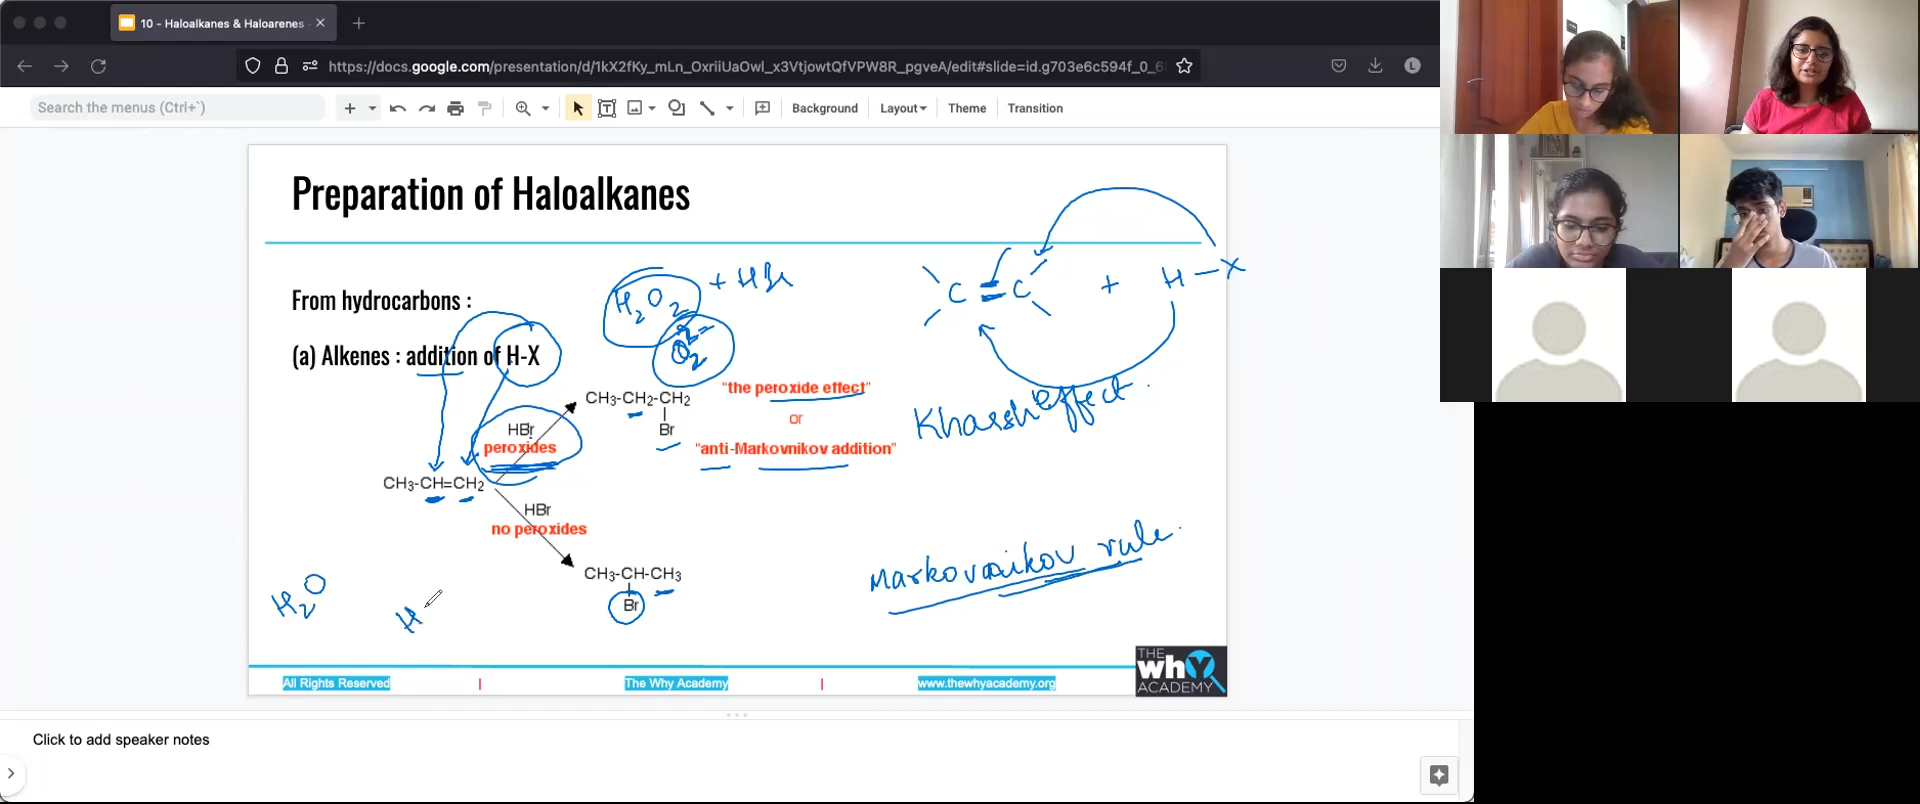 10 - Haloalkanes & Haloarenes -
https://docs.google.com/presentation/d/1kX2fKy_mLn_OxriiUaOwl_x3VtjowtQfVPW8R_pgveA/edit#slide=id.g703e6c594f_0_6
L
Search the menus (Ctrl+`)
Background Layout Theme Transition
Preparation of Haloalkanes
From hydrocarbons :
H2O2 + HBr
C = C + H - X
(a) Alkenes : addition of H-X
O2 2-
"the peroxide effect"
CH3-CH2-CH2
Br
or
"anti-Markovnikov addition"
effect.
HBr
peroxides
CH3-CH=CH2
HBr
no peroxides
Markovnikov rule.
CH3-CH-CH3
Br
H2O
H
THE
whY
ACADEMY
All Rights Reserved | The Why Academy | www.thewhyacademy.org
Click to add speaker notes